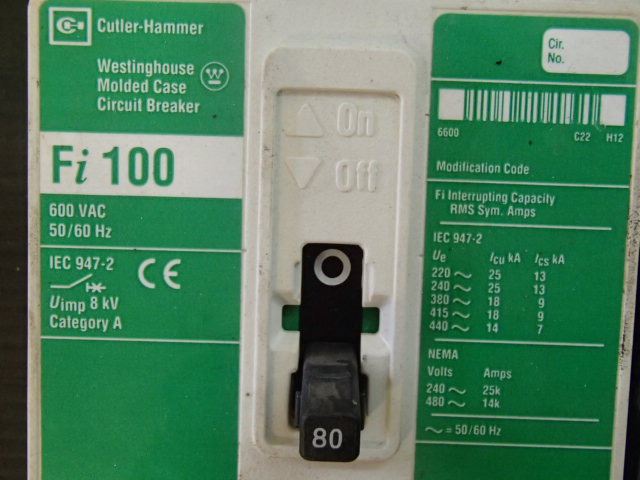 Cutler-Hammer
Westinghouse
Molded Case
Circuit Breaker
Fi 100
600 VAC
50/60 Hz
IEC 947-2
CE
Uimp 8 kV
Category A
On
Off
O
80
Cir.
No.
6600 C22 H12
Modification Code
Fi Interrupting Capacity
RMS Sym. Amps
IEC 947-2
Ue Icu kA Ics kA
220 ~ 25 13
240 ~ 25 13
380 ~ 18 9
415 ~ 18 9
440 ~ 14 7
NEMA
Volts Amps
240 ~ 25k
480 ~ 14k
~ = 50/60 Hz